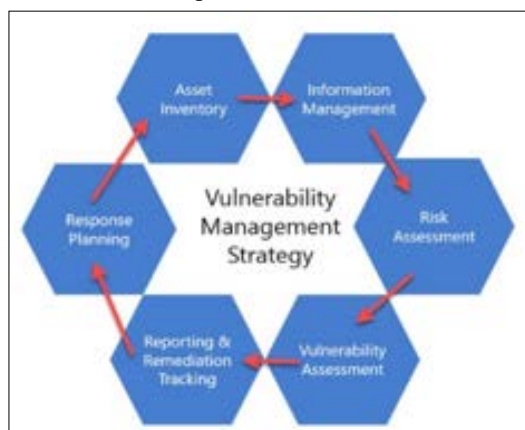 Asset
Inventory
Information
Management
Risk
Assessment
Vulnerability
Assessment
Reporting &
Remediation
Tracking
Response
Planning
Vulnerability
Management
Strategy